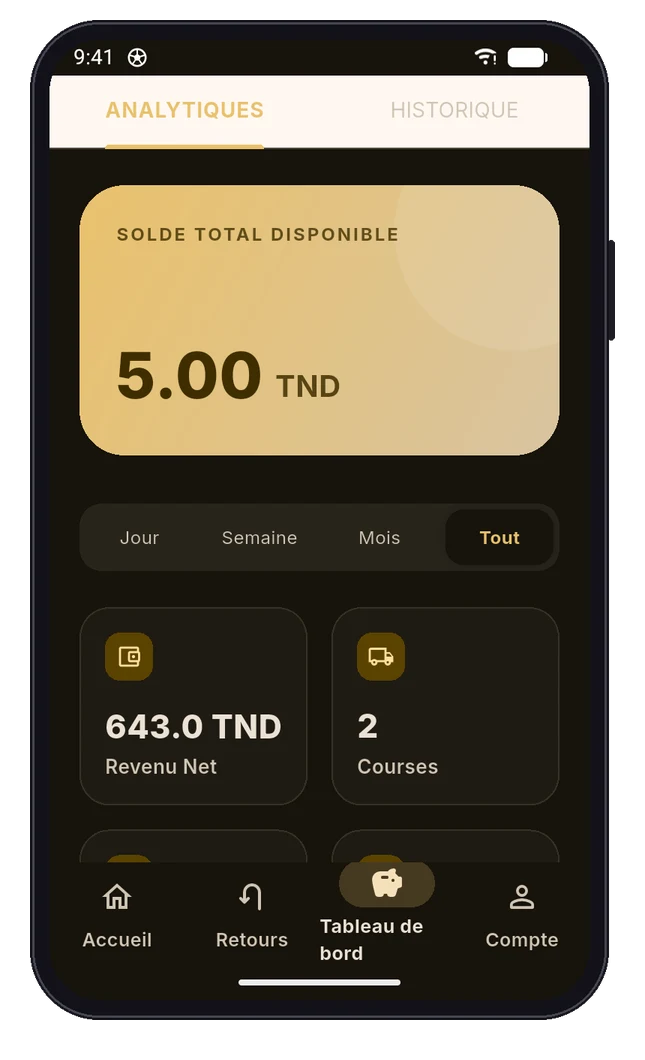 9:41
ANALYTIQUES
HISTORIQUE
SOLDE TOTAL DISPONIBLE
5.00 TND
Jour
Semaine
Mois
Tout
643.0 TND
Revenu Net
2
Courses
Accueil
Retours
Tableau de
bord
Compte